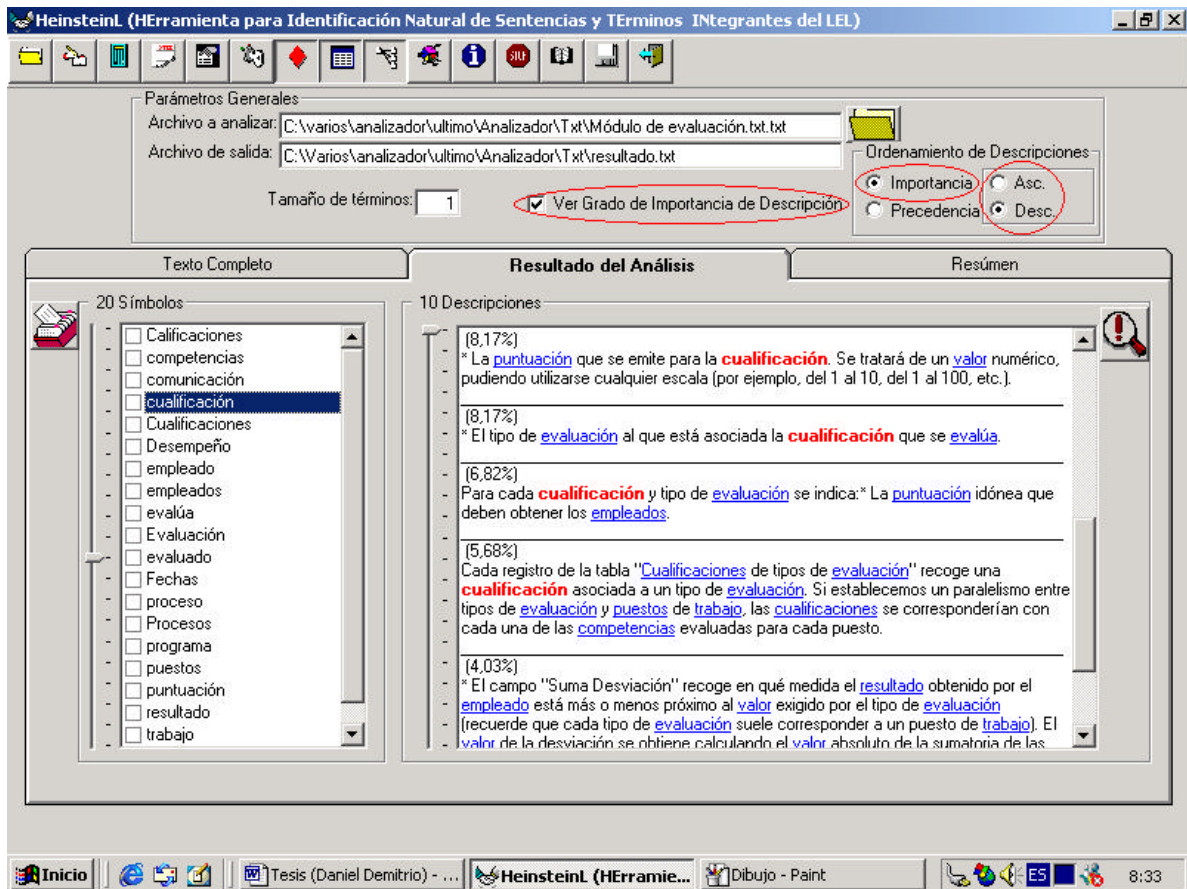 HeinsteinL (HErramienta para Identificación Natural de Sentencias y TErminos INtegrantes del LEL)
Parámetros Generales
Archivo a analizar: C:\varios\analizador\ultimo\Analizador\Txt\Módulo de evaluación.txt.txt
Archivo de salida: C:\Varios\analizador\ultimo\Analizador\Txt\resultado.txt
Tamaño de términos: 1
Ver Grado de Importancia de Descripción
Ordenamiento de Descripciones
Importancia Asc.
Precedencia Desc.
Texto Completo Resultado del Análisis Resúmen
20 Símbolos
Calificaciones
competencias
comunicación
cualificación
Cualificaciones
Desempeño
empleado
empleados
evalúa
Evaluación
evaluado
Fechas
proceso
Procesos
programa
puestos
puntuación
resultado
trabajo
10 Descripciones
(8,17%)
* La puntuación que se emite para la cualificación. Se tratará de un valor numérico,
pudiendo utilizarse cualquier escala (por ejemplo, del 1 al 10, del 1 al 100, etc.).
(8,17%)
* El tipo de evaluación al que está asociada la cualificación que se evalúa.
(6,82%)
Para cada cualificación y tipo de evaluación se indica:* La puntuación idónea que
deben obtener los empleados.
(5,68%)
Cada registro de la tabla "Cualificaciones de tipos de evaluación" recoge una
cualificación asociada a un tipo de evaluación. Si establecemos un paralelismo entre
tipos de evaluación y puestos de trabajo, las cualificaciones se corresponderían con
cada una de las competencias evaluadas para cada puesto.
(4,03%)
* El campo "Suma Desviación" recoge en qué medida el resultado obtenido por el
empleado está más o menos próximo al valor exigido por el tipo de evaluación
(recuerde que cada tipo de evaluación suele corresponder a un puesto de trabajo). El
valor de la desviación se obtiene calculando el valor absoluto de la sumatoria de las
Inicio Tesis (Daniel Demitrio) - ... HeinsteinL (HErramie... Dibujo - Paint ES 8:33